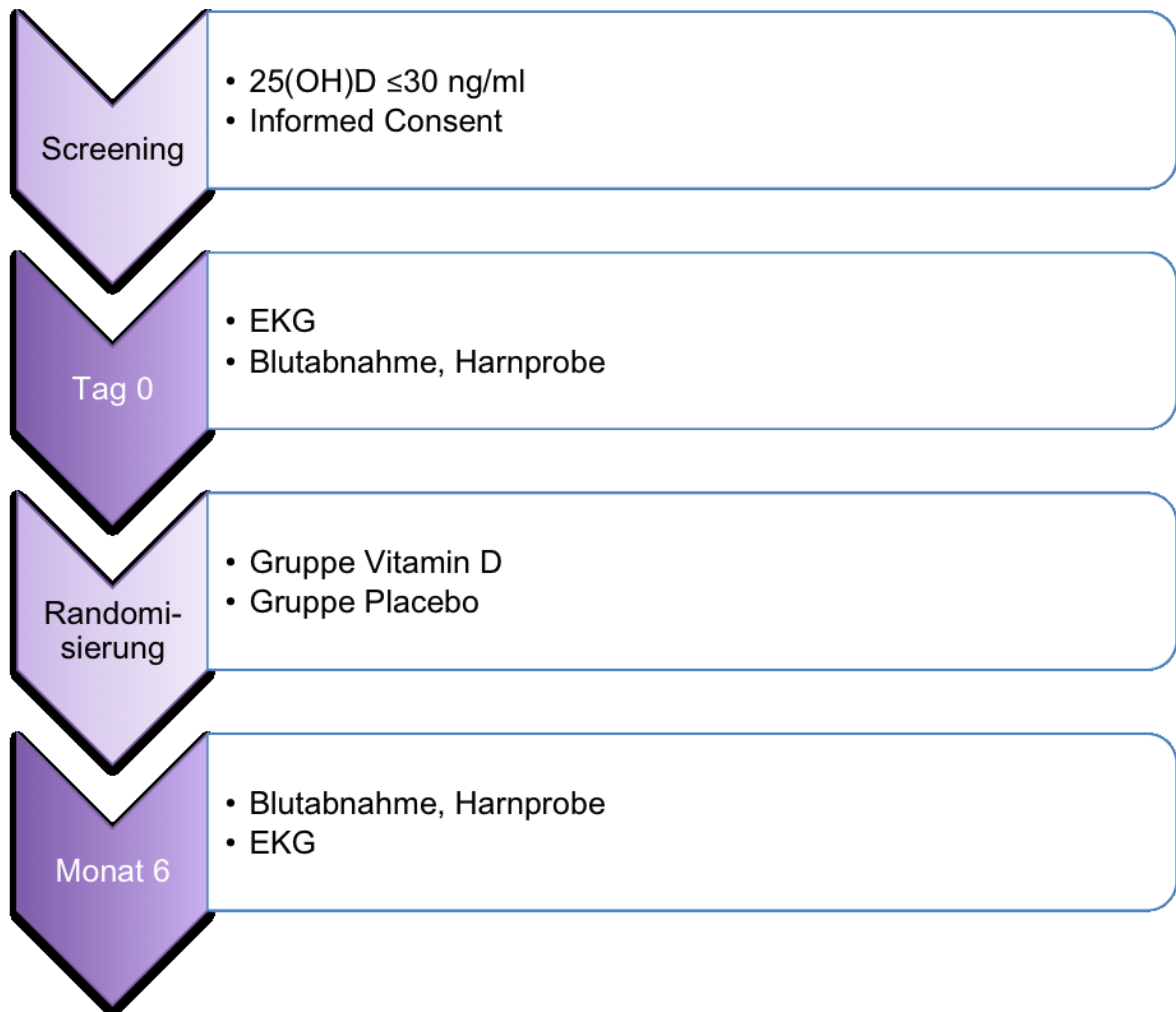 Screening
• 25(OH)D ≤30 ng/ml
• Informed Consent
Tag 0
• EKG
• Blutabnahme, Harnprobe
Randomi-
sierung
• Gruppe Vitamin D
• Gruppe Placebo
Monat 6
• Blutabnahme, Harnprobe
• EKG